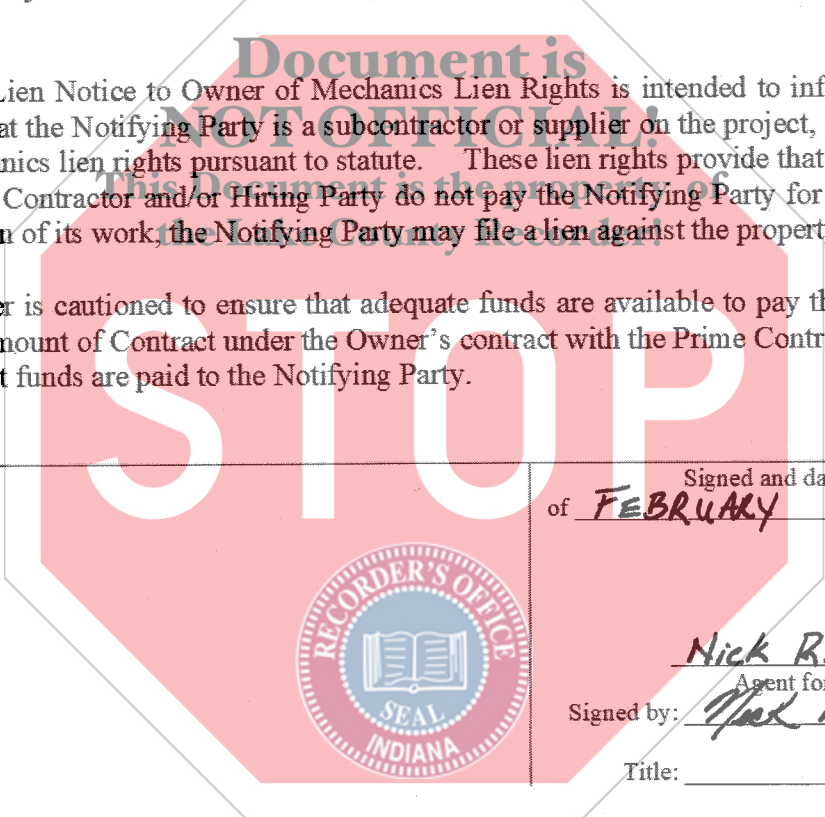 Document is
Lien Notice to Owner of Mechanics Lien Rights is intended to inf
NOT OFFICIAL!
at the Notifying Party is a subcontractor or supplier on the project,
nics lien rights pursuant to statute. These lien rights provide that
This Document is the property of
Contractor and/or Hiring Party do not pay the Notifying Party for
the Lake County Recorder!
n of its work, the Notifying Party may file a lien against the propert
er is cautioned to ensure that adequate funds are available to pay th
mount of Contract under the Owner's contract with the Prime Contr
t funds are paid to the Notifying Party.
STOP
Signed and da
of FEBRUARY
RECORDER'S OFFICE
SEAL
INDIANA
Nick R.
Agent for
Signed by: Nick
Title: